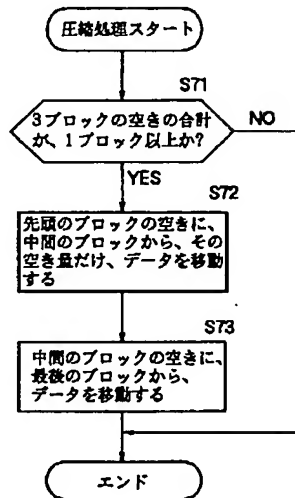 圧縮処理スタート
S71
3ブロックの空きの合計
が、1ブロック以上か?
NO
YES
S72
先頭のブロックの空きに、
中間のブロックから、その
空き量だけ、データを移動
する
S73
中間のブロックの空きに、
最後のブロックから、
データを移動する
エンド